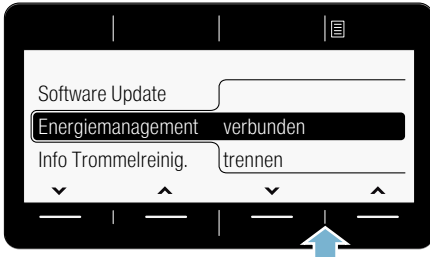 Software Update
Energiemanagement verbunden
Info Trommelreinig. trennen